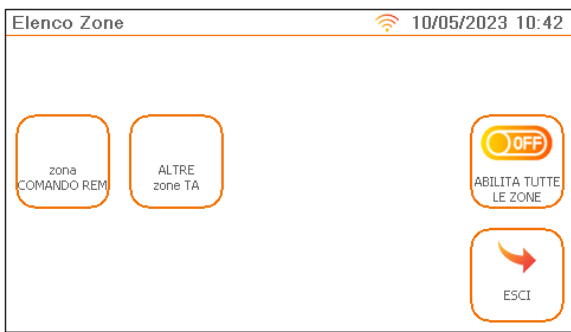 Elenco Zone
10/05/2023 10:42
zona
COMANDO REM
ALTRE
zone TA
OFF
ABILITA TUTTE
LE ZONE
ESCI